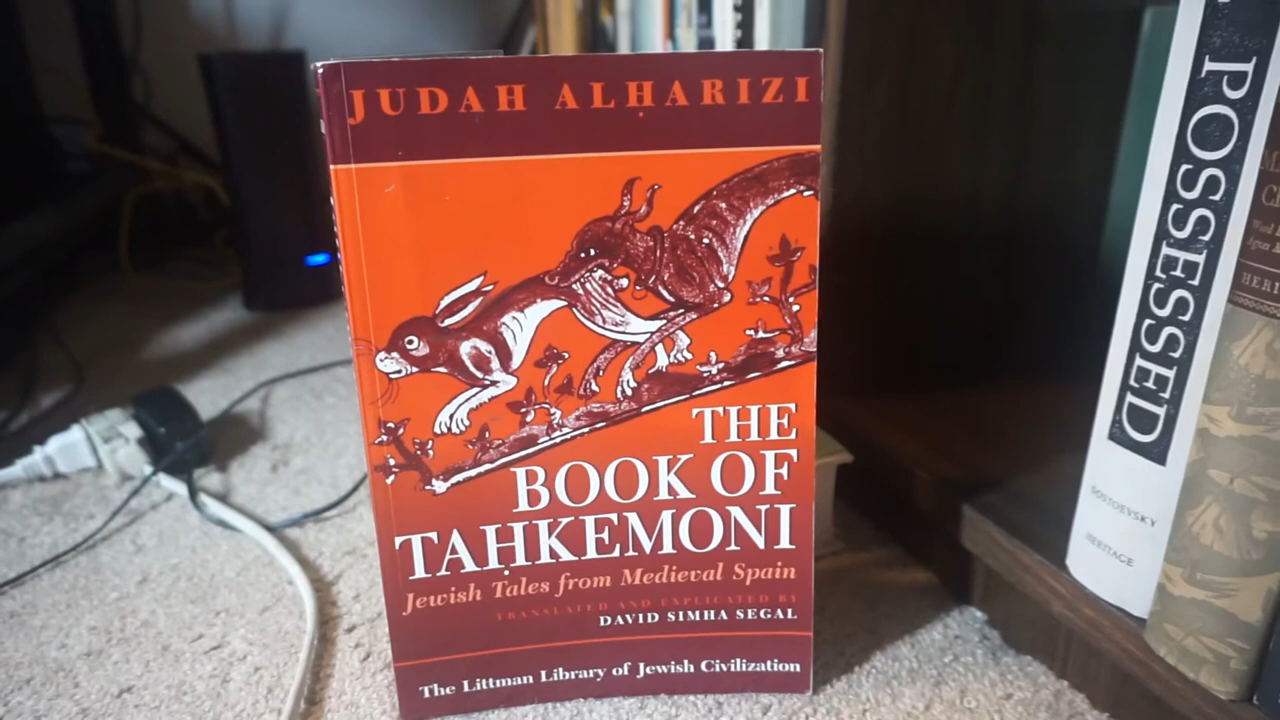 JUDAH ALḤARIZI
THE
BOOK OF
TAḤKEMONI
Jewish Tales from Medieval Spain
TRANSLATED AND EXPLICATED BY
DAVID SIMHA SEGAL
The Littman Library of Jewish Civilization
POSSESSED
DOSTOEVSKY
HERITAGE